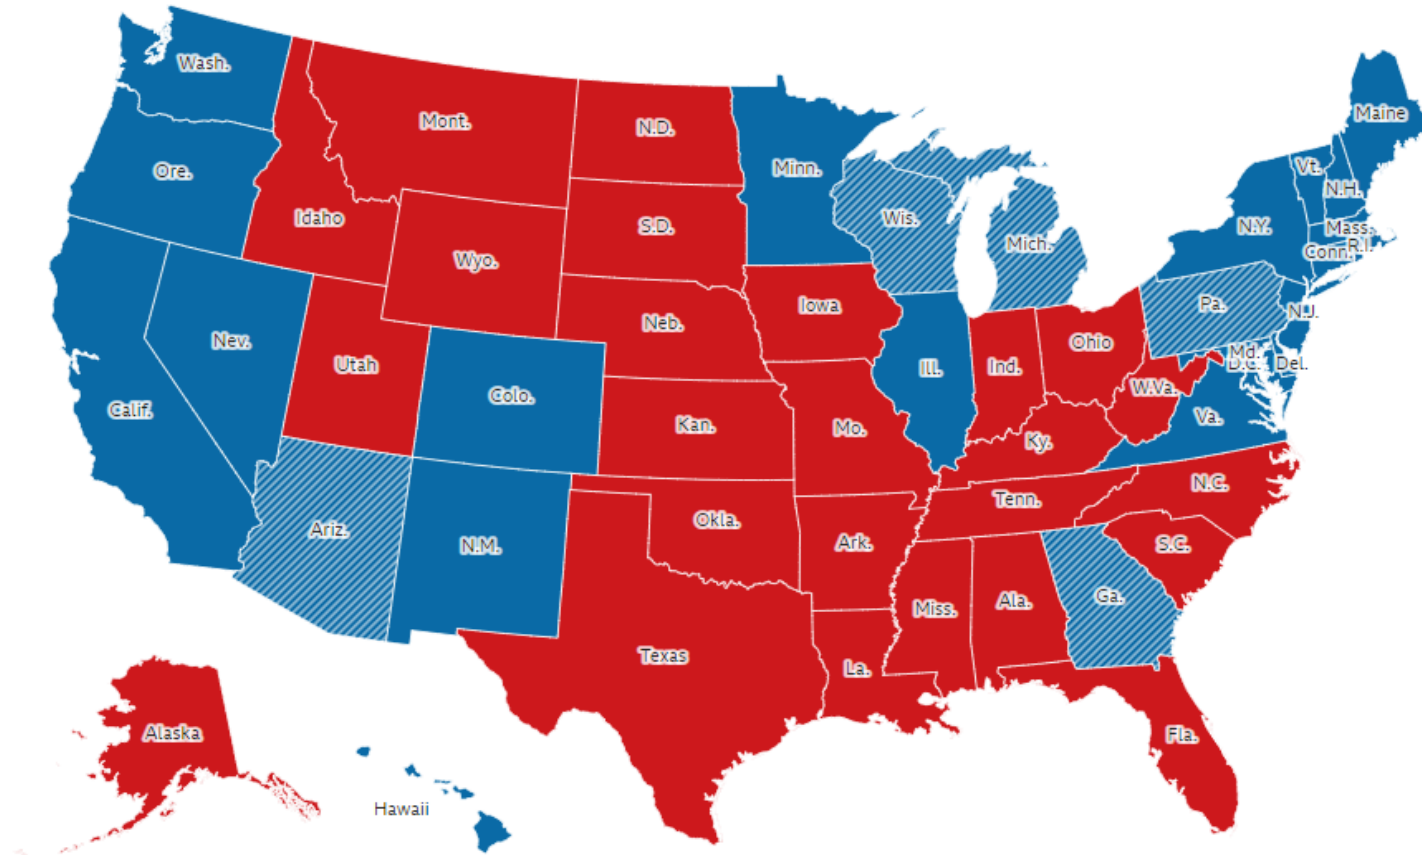 Wash.
Maine
Mont.
N.D.
Minn.
Vt.
Ore.
N.H.
Idaho
Wis.
S.D.
N.Y.
Mass.
Mich.
R.I.
Conn.
Wyo.
Iowa
Pa.
N.J.
Neb.
Nev.
Ohio
Md.
D.C.
Del.
Utah
Ill.
Ind.
W.Va.
Colo.
Calif.
Va.
Kan.
Mo.
Ky.
N.C.
Tenn.
Okla.
Ariz.
N.M.
Ark.
S.C.
Ga.
Ala.
Miss.
Texas
La.
Alaska
Fla.
Hawaii